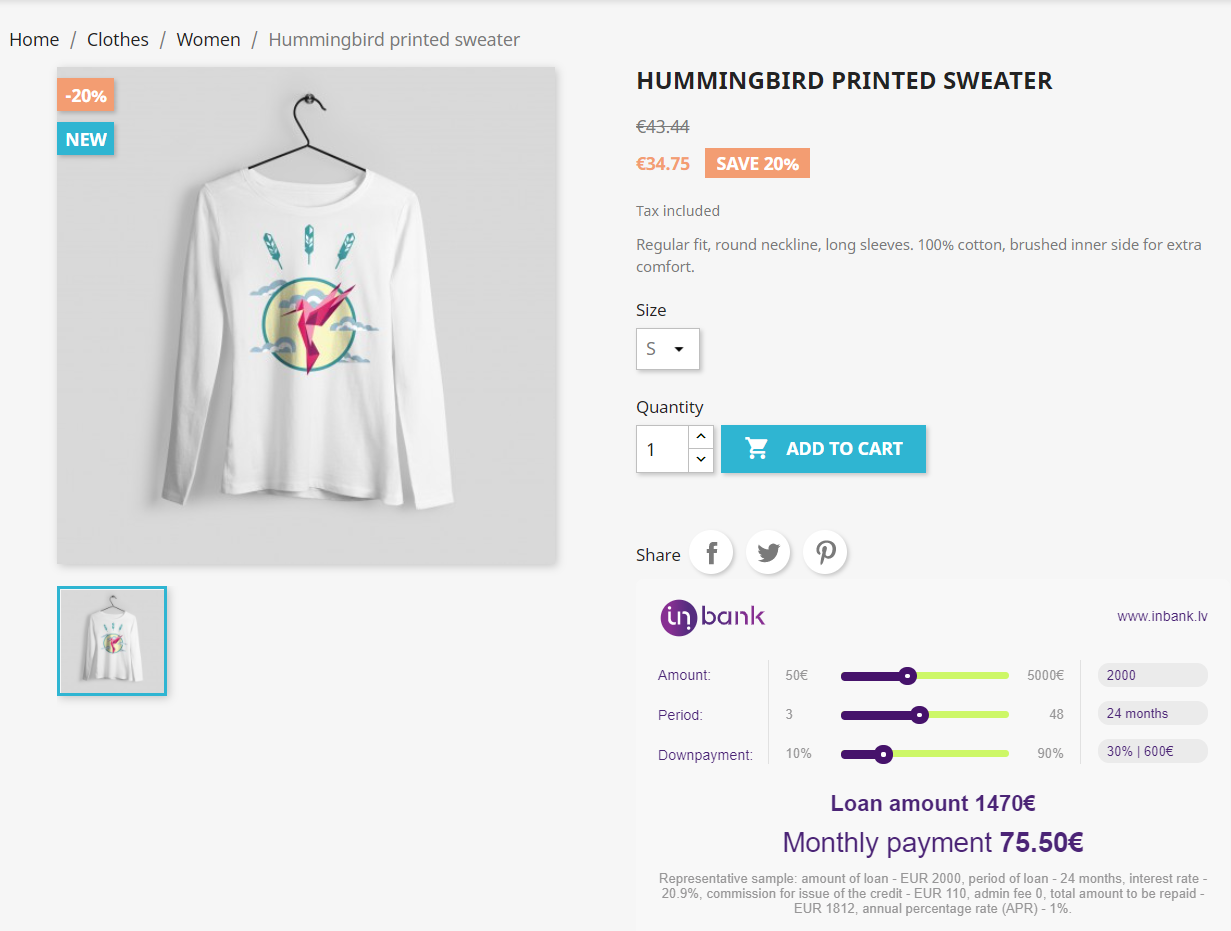 Home / Clothes / Women / Hummingbird printed sweater
-20%
NEW
HUMMINGBIRD PRINTED SWEATER
€43.44
€34.75 SAVE 20%
Tax included
Regular fit, round neckline, long sleeves. 100% cotton, brushed inner side for extra
comfort.
Size
S
Quantity
1 ADD TO CART
Share
inbank www.inbank.lv
Amount: 50€ 5000€ 2000
Period: 3 48 24 months
Downpayment: 10% 90% 30% | 600€
Loan amount 1470€
Monthly payment 75.50€
Representative sample: amount of loan - EUR 2000, period of loan - 24 months, interest rate -
20.9%, commission for issue of the credit - EUR 110, admin fee 0, total amount to be repaid -
EUR 1812, annual percentage rate (APR) - 1%.